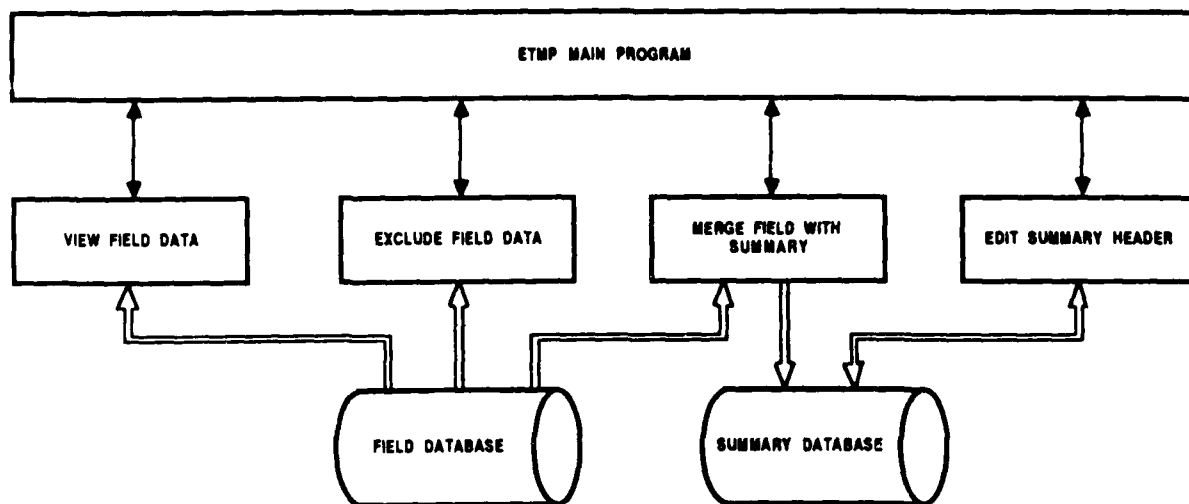 ETMP MAIN PROGRAM
VIEW FIELD DATA
EXCLUDE FIELD DATA
MERGE FIELD WITH
SUMMARY
EDIT SUMMARY HEADER
FIELD DATABASE
SUMMARY DATABASE